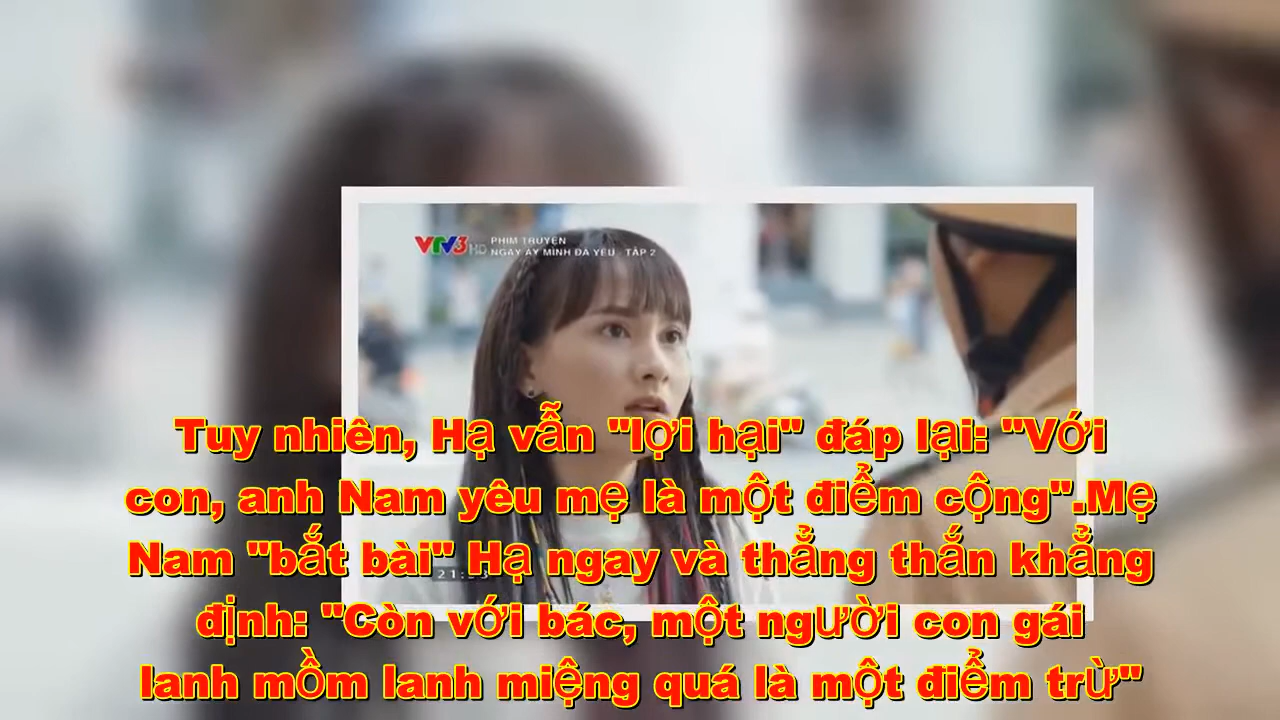 VTV3 HD PHIM TRUYỆN
NGÀY ẤY MÌNH ĐÃ YÊU - TẬP 2
Tuy nhiên, Hạ vẫn "lợi hại" đáp lại: "Với
con, anh Nam yêu mẹ là một điểm cộng".Mẹ
Nam "bắt bài" Hạ ngay và thẳng thắn khẳng
định: "Còn với bác, một người con gái
lanh mồm lanh miệng quá là một điểm trừ"